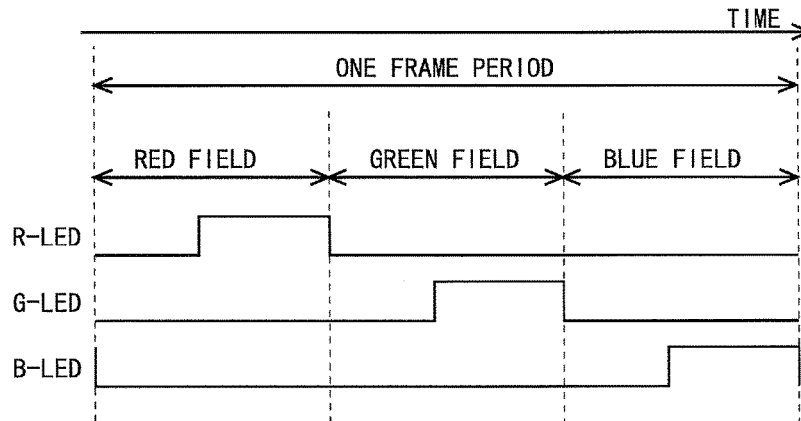 TIME
ONE FRAME PERIOD
RED FIELD GREEN FIELD BLUE FIELD
R-LED
G-LED
B-LED